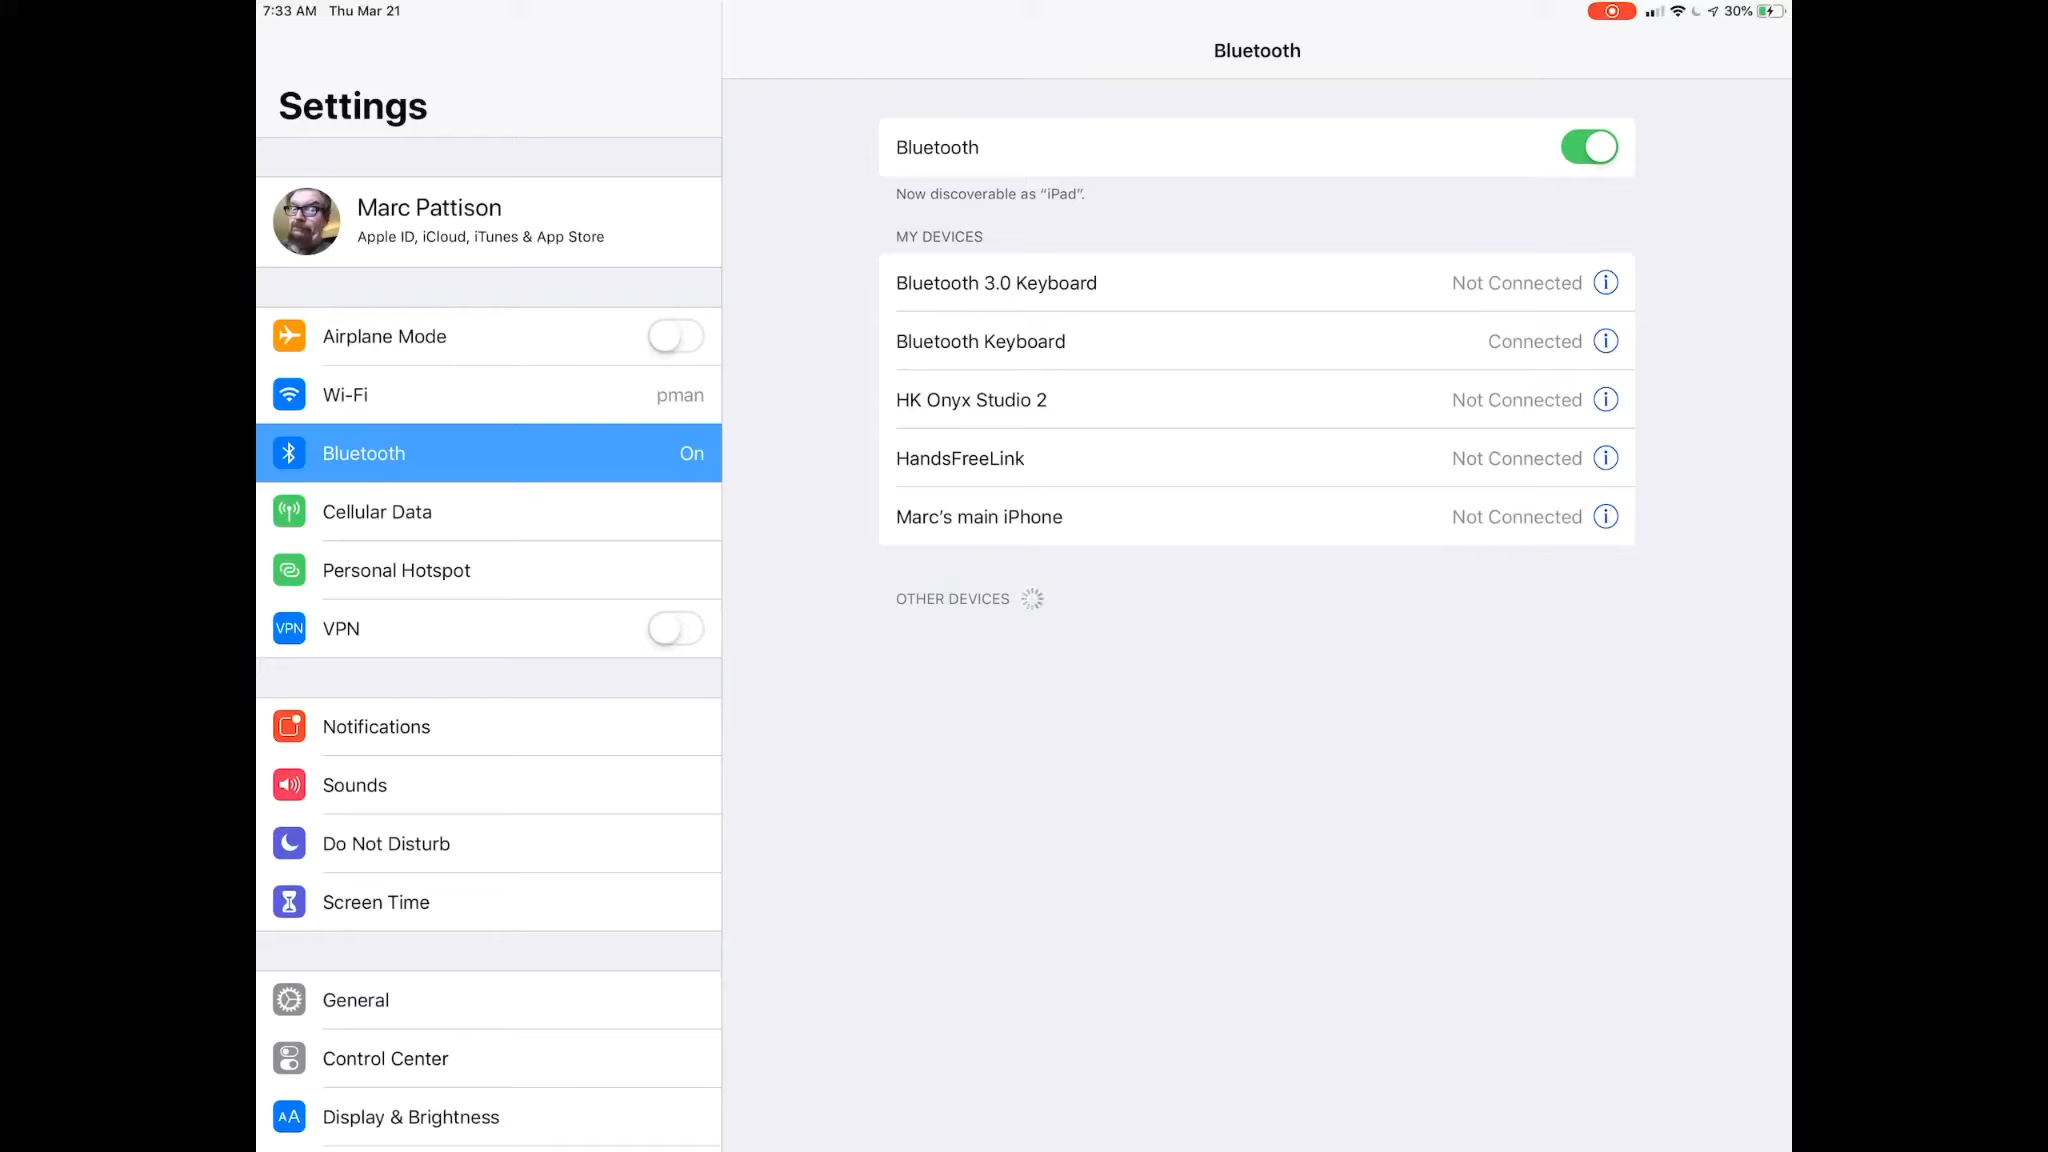 7:33 AM Thu Mar 21
30%
Settings
Marc Pattison
Apple ID, iCloud, iTunes & App Store
Airplane Mode
Wi-Fi pman
Bluetooth On
Cellular Data
Personal Hotspot
VPN VPN
Notifications
Sounds
Do Not Disturb
Screen Time
General
Control Center
AA Display & Brightness
Bluetooth
Bluetooth
Now discoverable as “iPad”.
MY DEVICES
Bluetooth 3.0 Keyboard Not Connected
Bluetooth Keyboard Connected
HK Onyx Studio 2 Not Connected
HandsFreeLink Not Connected
Marc’s main iPhone Not Connected
OTHER DEVICES